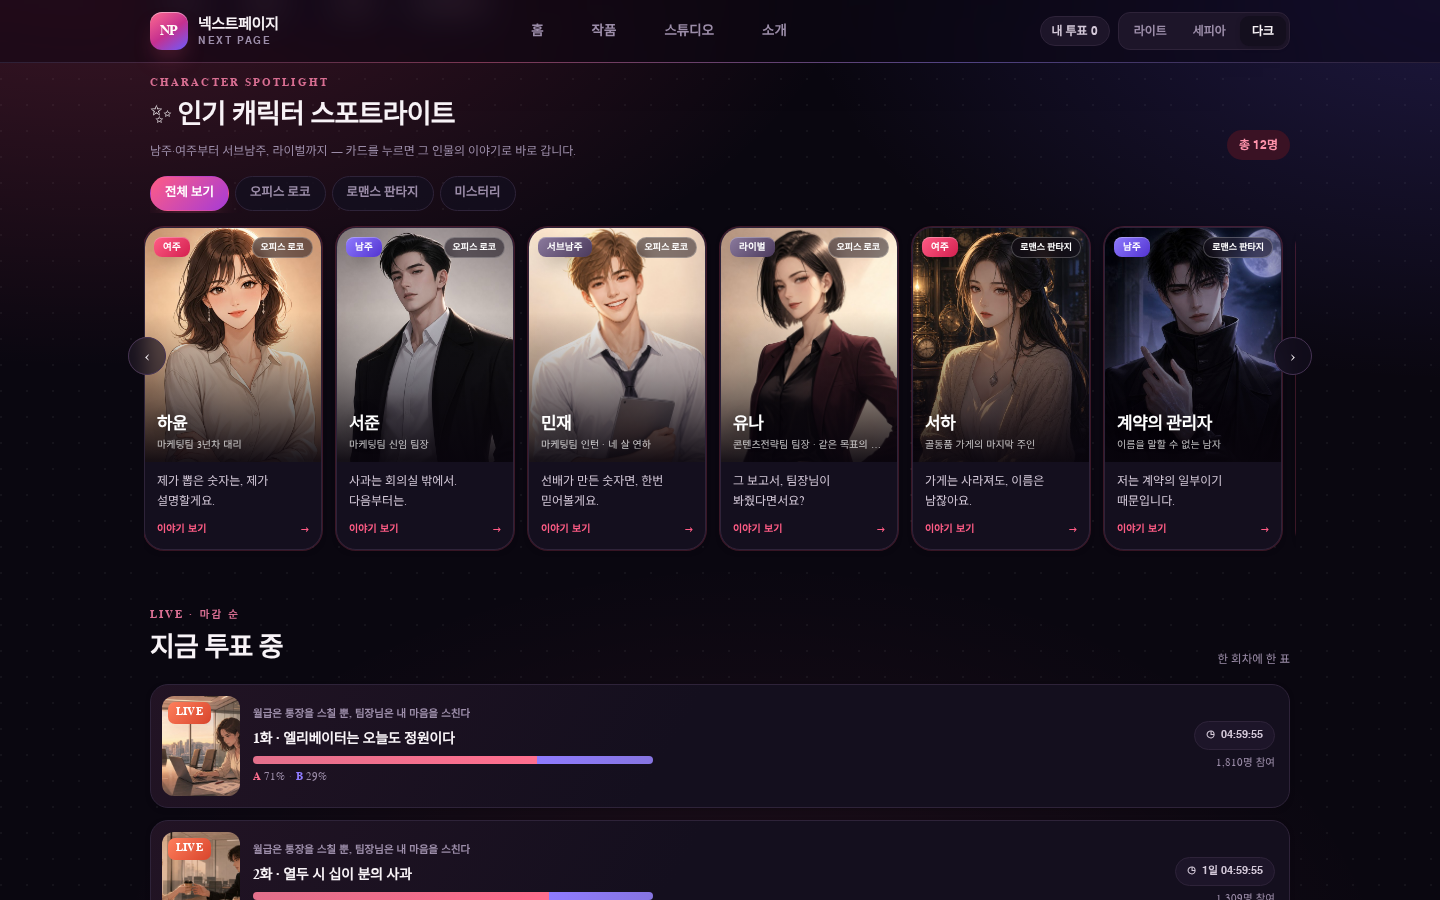 NP
넥스트페이지
NEXT PAGE
홈
작품
스튜디오
소개
내 투표 0
라이트
세피아
다크
CHARACTER SPOTLIGHT
✨ 인기 캐릭터 스포트라이트
남주·여주부터 서브남주, 라이벌까지 — 카드를 누르면 그 인물의 이야기로 바로 갑니다.
총 12명
전체 보기
오피스 로코
로맨스 판타지
미스터리
여주
오피스 로코
하윤
마케팅팀 3년차 대리
제가 뽑은 숫자는, 제가
설명할게요.
이야기 보기 →
남주
오피스 로코
서준
마케팅팀 신임 팀장
사과는 회의실 밖에서.
다음부터는.
이야기 보기 →
서브남주
오피스 로코
민재
마케팅팀 인턴 · 네 살 연하
선배가 만든 숫자면, 한번
믿어볼게요.
이야기 보기 →
라이벌
오피스 로코
유나
콘텐츠전략팀 팀장 · 같은 목표의 ...
그 보고서, 팀장님이
봐줬다면서요?
이야기 보기 →
여주
로맨스 판타지
서하
골동품 가게의 마지막 주인
가게는 사라져도, 이름은
남잖아요.
이야기 보기 →
남주
로맨스 판타지
계약의 관리자
이름을 말할 수 없는 남자
저는 계약의 일부이기
때문입니다.
이야기 보기 →
‹
›
LIVE · 마감 순
지금 투표 중
한 회차에 한 표
LIVE
월급은 통장을 스칠 뿐, 팀장님은 내 마음을 스친다
1화 · 엘리베이터는 오늘도 정원이다
A 71% · B 29%
04:59:55
1,810명 참여
LIVE
월급은 통장을 스칠 뿐, 팀장님은 내 마음을 스친다
2화 · 열두 시 십이 분의 사과
1일 04:59:55
1,309명 참여